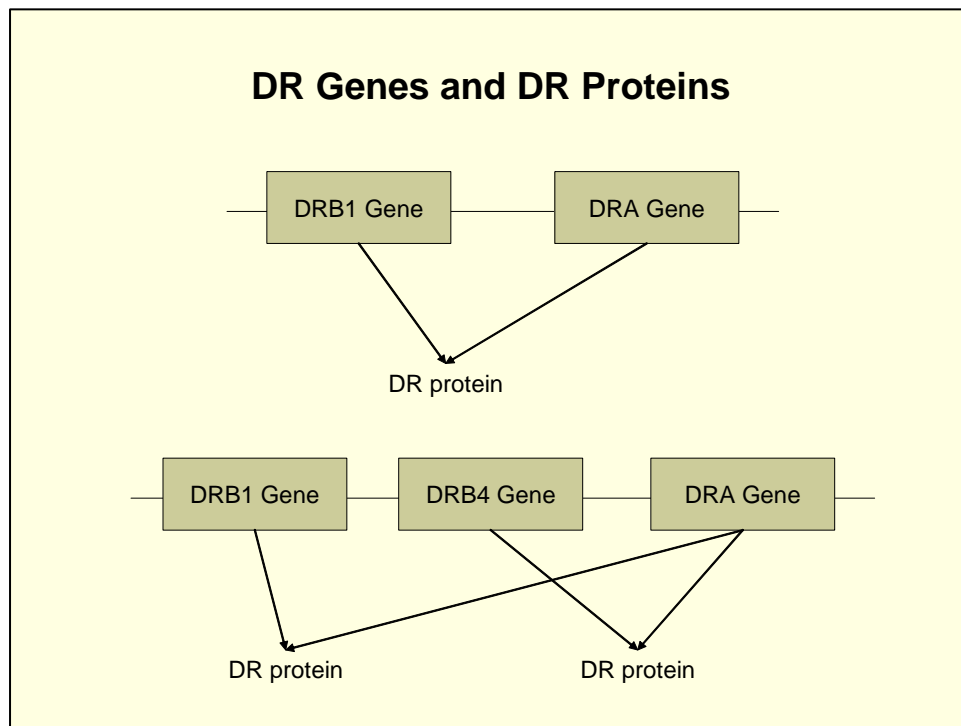 DR Genes and DR Proteins
DRB1 Gene DRA Gene
DR protein
DRB1 Gene DRB4 Gene DRA Gene
DR protein DR protein